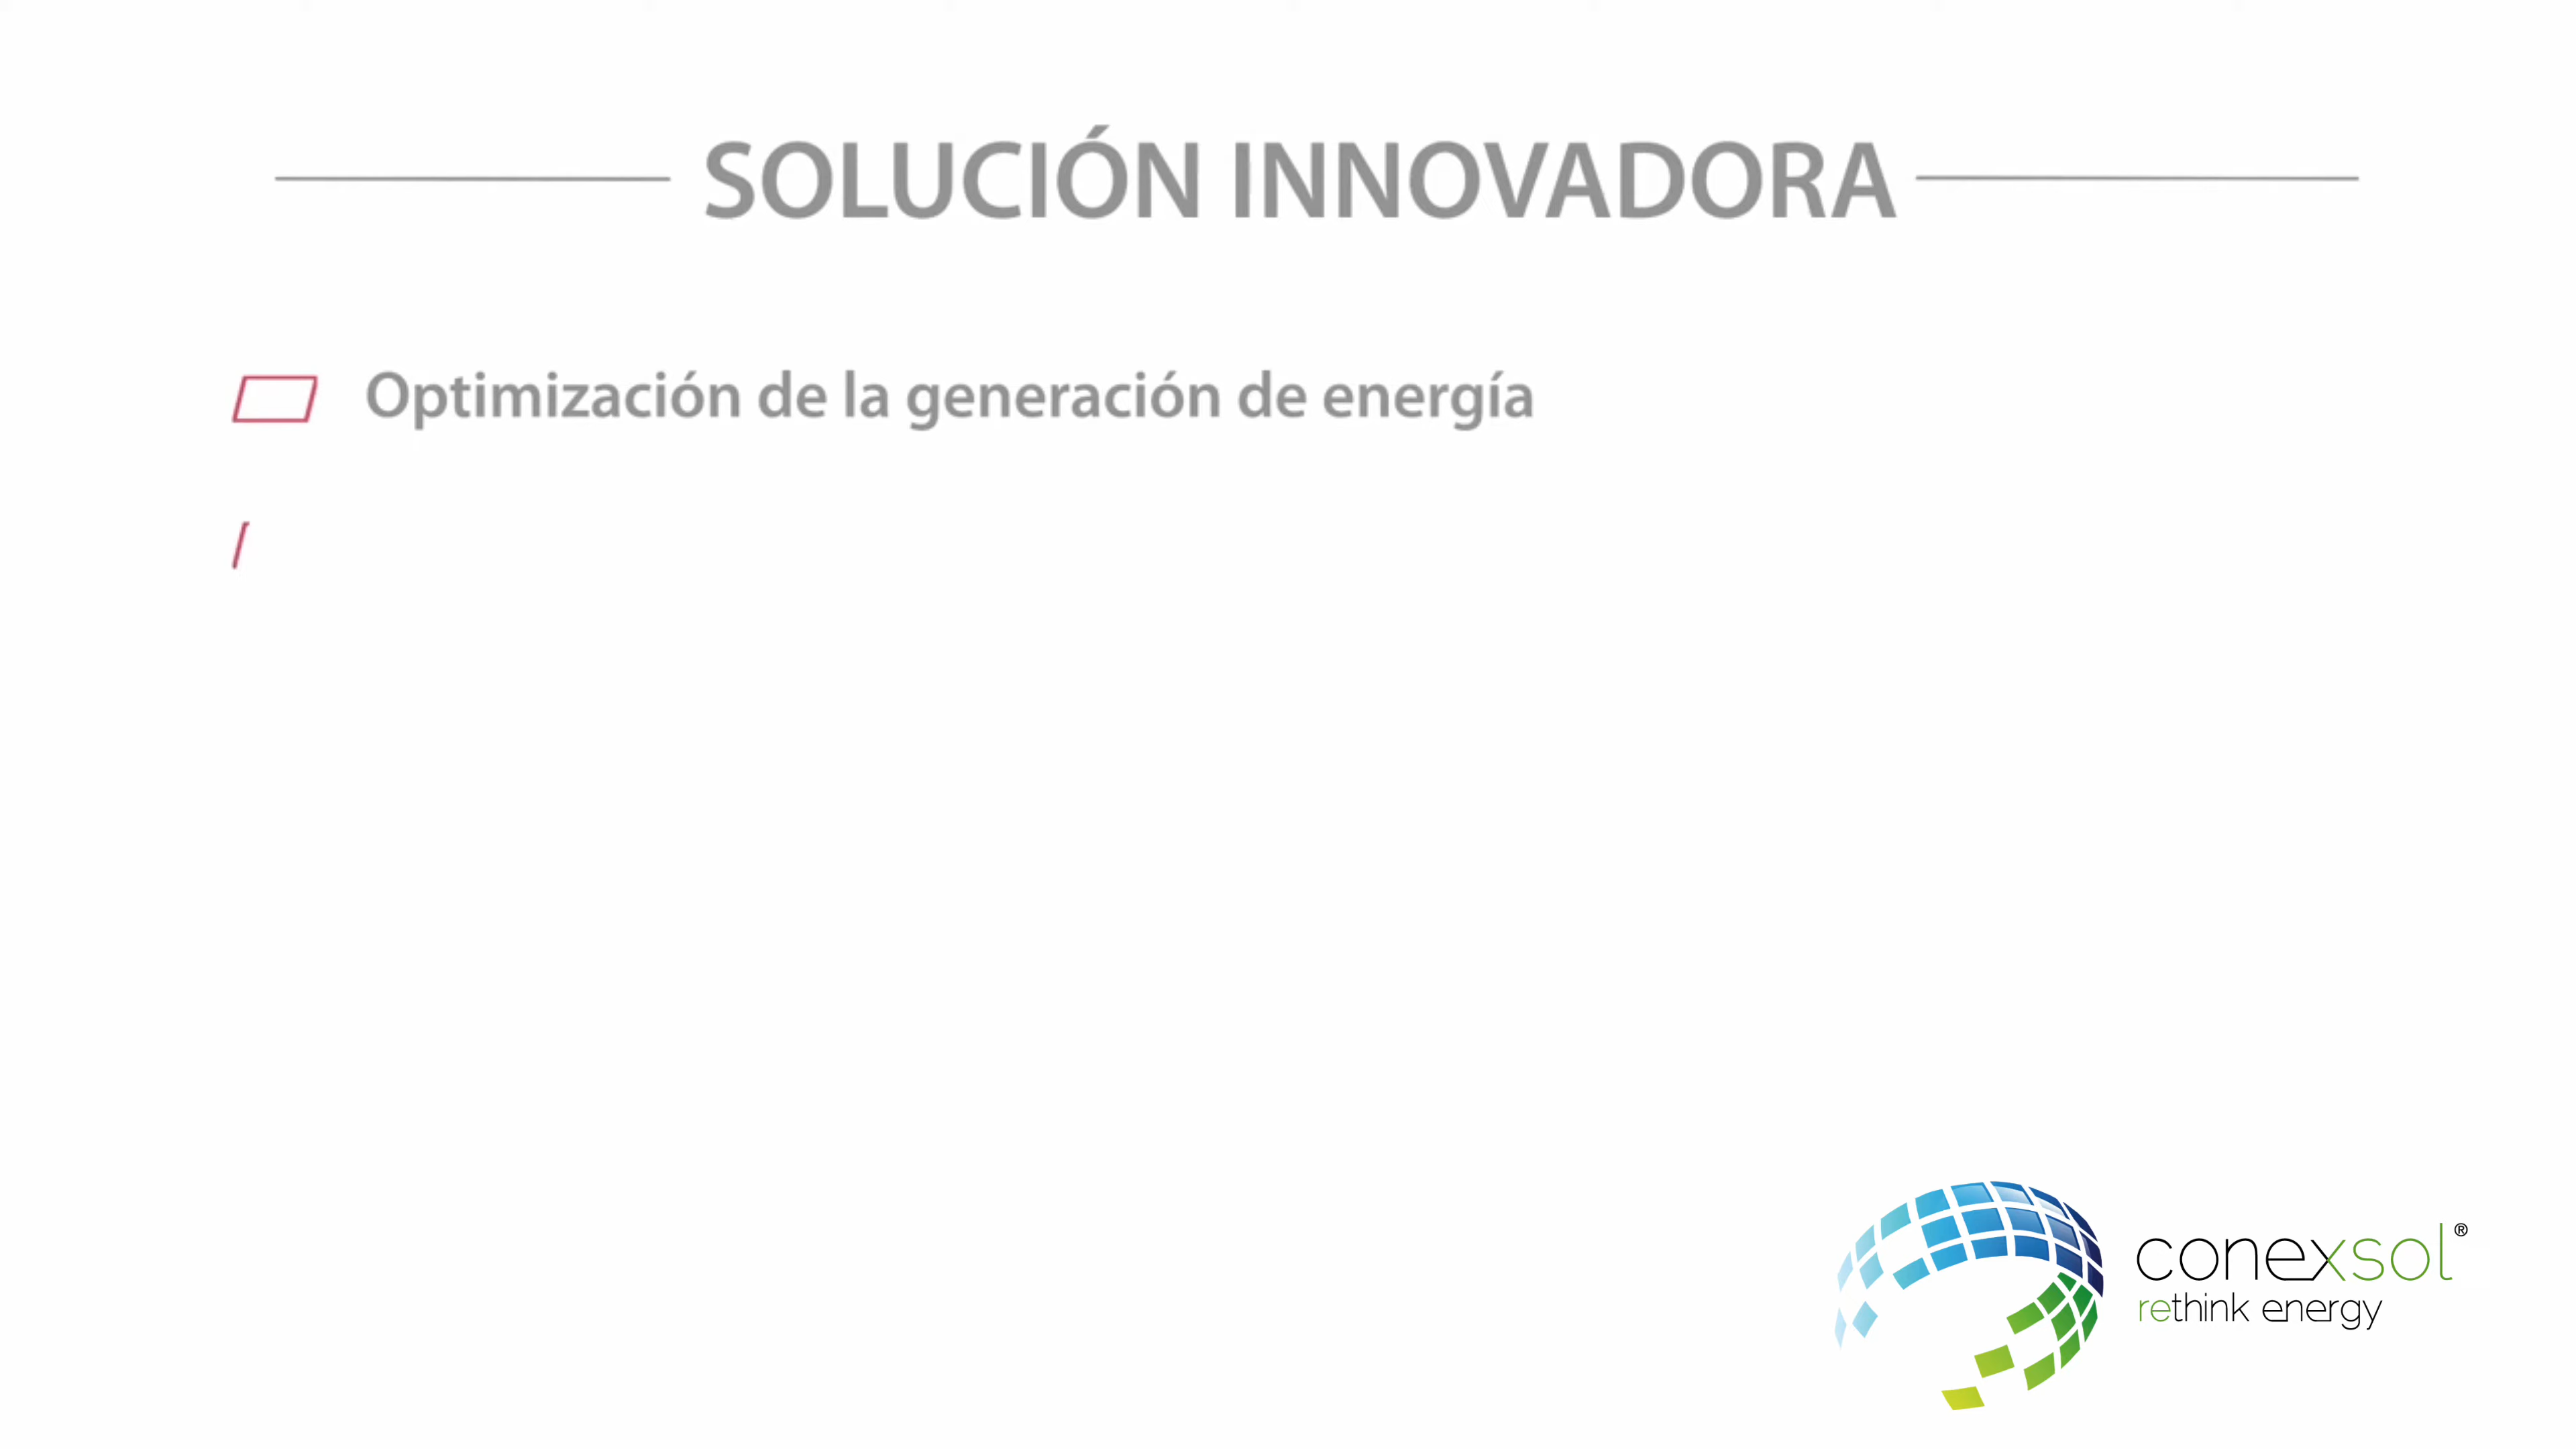 SOLUCIÓN INNOVADORA
Optimización de la generación de energía
conexsol®
rethink energy